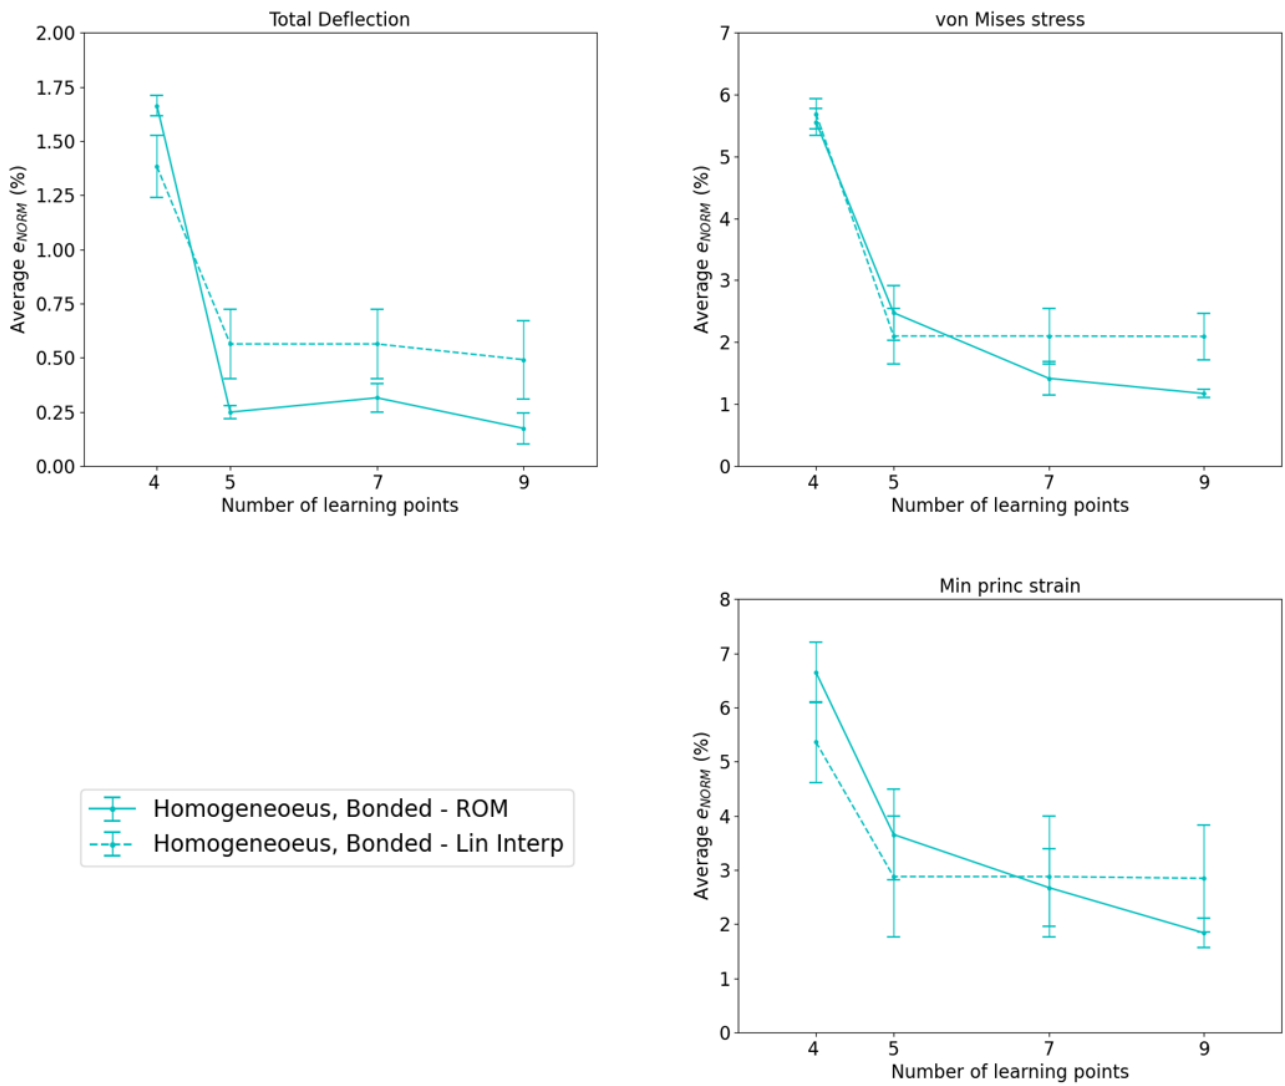 Total Deflection
2.00
1.75
1.50
1.25
1.00
0.75
0.50
0.25
0.00
Average e_NORM (%)
4 5 7 9
Number of learning points
von Mises stress
7
6
5
4
3
2
1
0
Average e_NORM (%)
4 5 7 9
Number of learning points
Homogeneoeus, Bonded - ROM
Homogeneoeus, Bonded - Lin Interp
Min princ strain
8
7
6
5
4
3
2
1
0
Average e_NORM (%)
4 5 7 9
Number of learning points